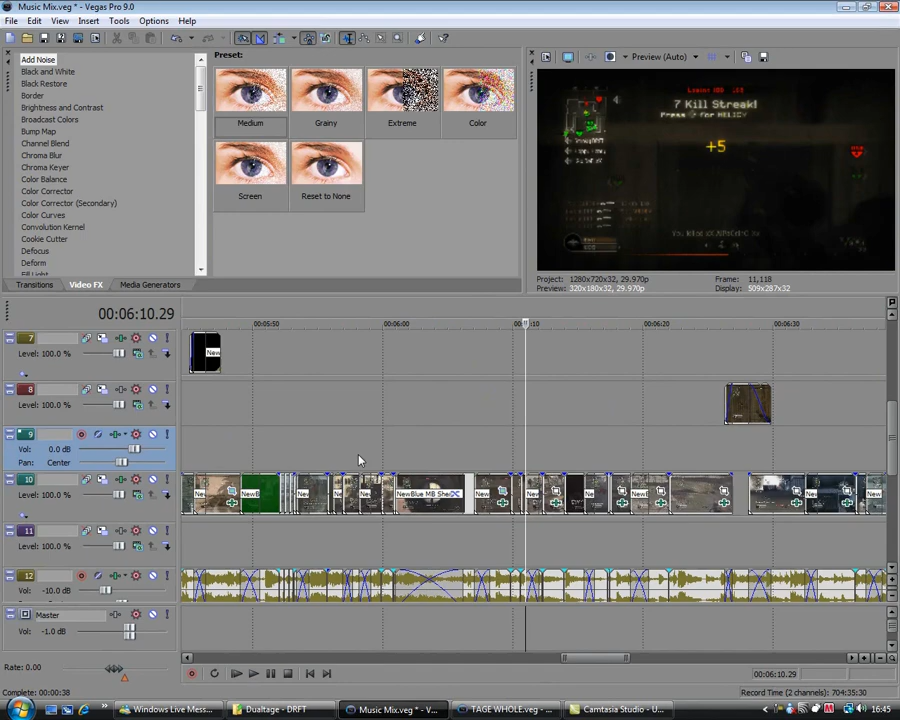 Music Mix.veg * - Vegas Pro 9.0
File Edit View Insert Tools Options Help
Add Noise
Black and White
Black Restore
Border
Brightness and Contrast
Broadcast Colors
Bump Map
Channel Blend
Chroma Blur
Chroma Keyer
Color Balance
Color Corrector
Color Corrector (Secondary)
Color Curves
Convolution Kernel
Cookie Cutter
Defocus
Deform
Fill Light
Preset:
Medium Grainy Extreme Color
Screen Reset to None
Transitions Video FX Media Generators
Preview (Auto)
7 Kill Streak!
+5
Project: 1280x720x32, 29.970p
Frame: 11,118
Preview: 320x180x32, 29.970p
Display: 509x287x32
00:06:10.29
00:05:50 00:06:00 00:06:20 00:06:30
7
Level: 100.0 %
8
Level: 100.0 %
9
Vol: 0.0 dB
Pan: Center
10
Level: 100.0 %
NewBlue MB She
11
Level: 100.0 %
12
Vol: -10.0 dB
Master
Vol: -1.0 dB
Rate: 0.00
00:06:10.29
Complete: 00:00:38
Record Time (2 channels): 704:35:30
Windows Live Mess...
Dualtage - DRFT
Music Mix.veg * - V...
TAGE WHOLE.veg - ...
Camtasia Studio - U...
16:45